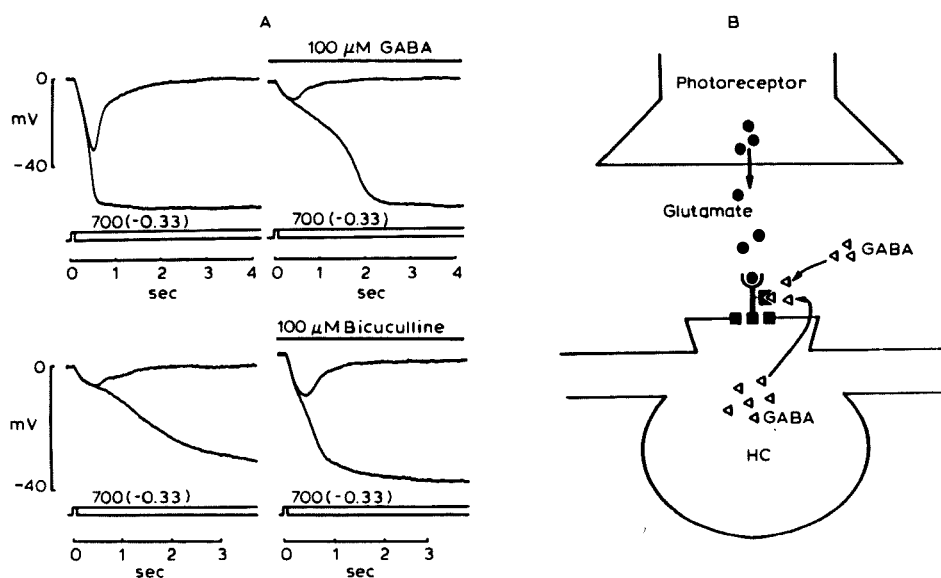 A
100 μM GABA
0
mV
-40
700(-0.33)
700(-0.33)
0 1 2 3 4
sec
0 1 2 3 4
sec
100 μM Bicuculline
0
mV
-40
700(-0.33)
700(-0.33)
0 1 2 3
sec
0 1 2 3
sec
B
Photoreceptor
Glutamate
GABA
GABA
HC